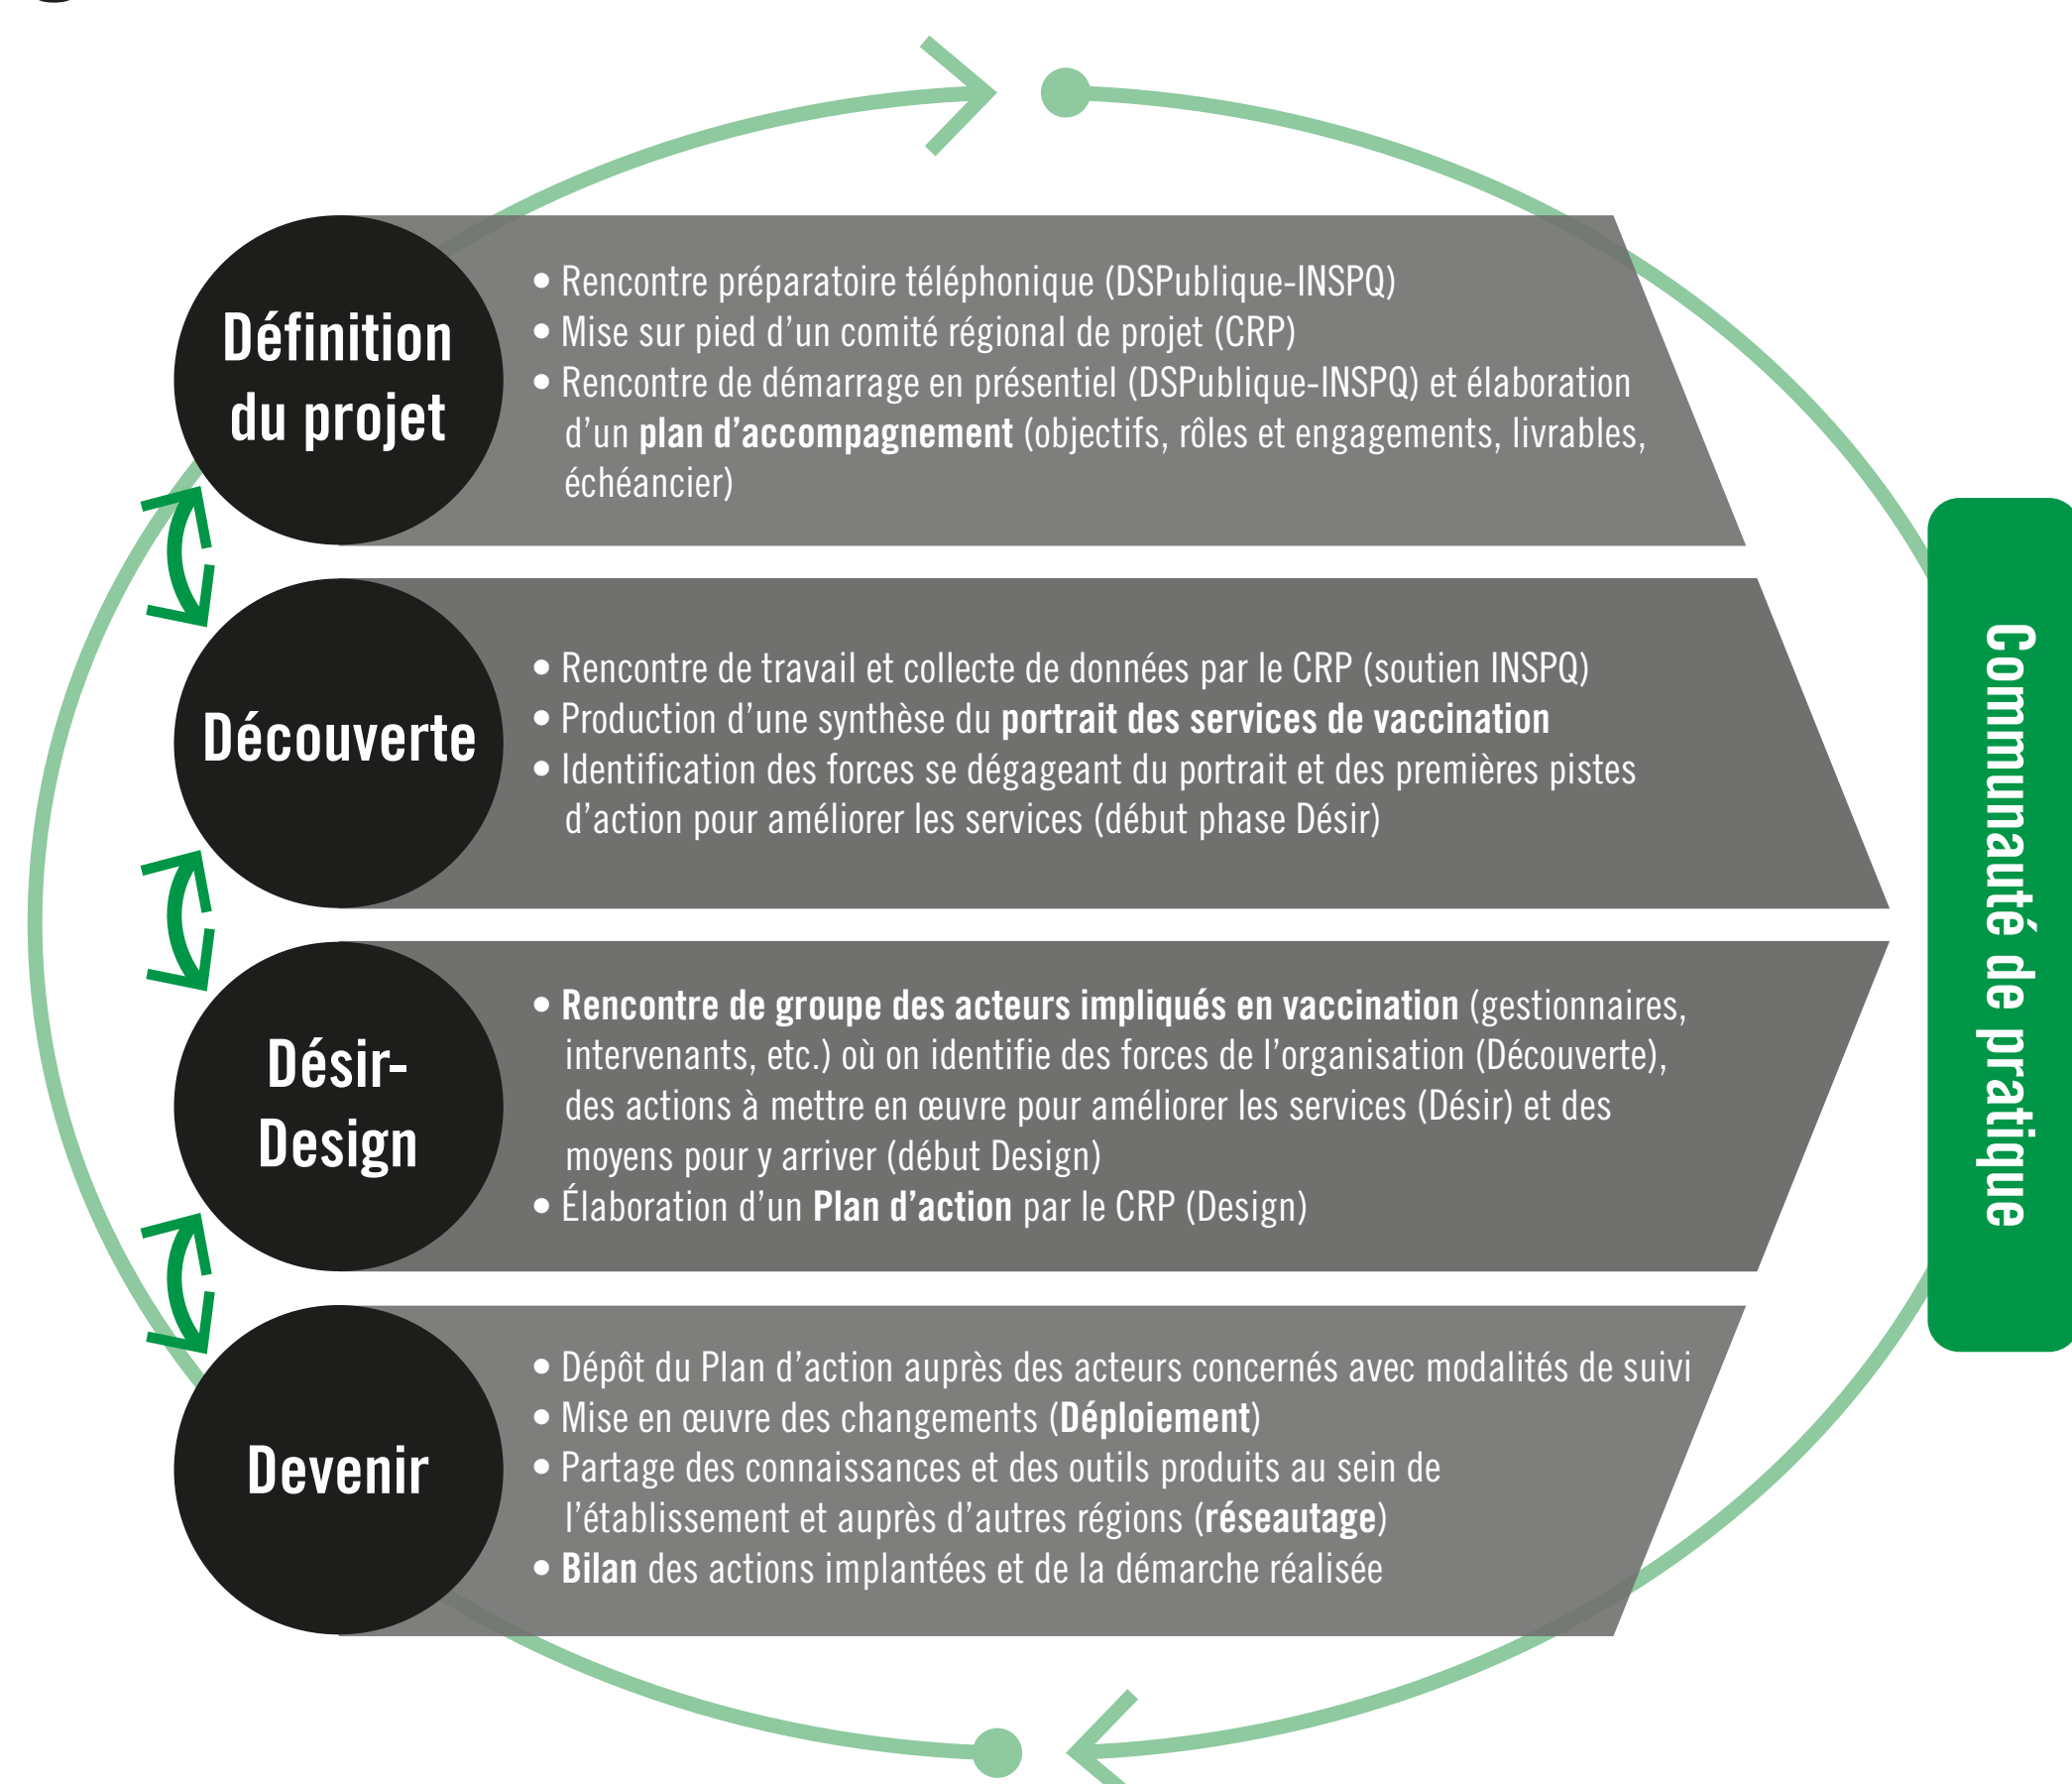 Définition
du projet
• Rencontre préparatoire téléphonique (DSPublique-INSPQ)
• Mise sur pied d’un comité régional de projet (CRP)
• Rencontre de démarrage en présentiel (DSPublique-INSPQ) et élaboration
d’un plan d’accompagnement (objectifs, rôles et engagements, livrables,
échéancier)
Découverte
• Rencontre de travail et collecte de données par le CRP (soutien INSPQ)
• Production d’une synthèse du portrait des services de vaccination
• Identification des forces se dégageant du portrait et des premières pistes
d’action pour améliorer les services (début phase Désir)
Désir-
Design
• Rencontre de groupe des acteurs impliqués en vaccination (gestionnaires,
intervenants, etc.) où on identifie des forces de l’organisation (Découverte),
des actions à mettre en œuvre pour améliorer les services (Désir) et des
moyens pour y arriver (début Design)
• Élaboration d’un Plan d’action par le CRP (Design)
Devenir
• Dépôt du Plan d’action auprès des acteurs concernés avec modalités de suivi
• Mise en œuvre des changements (Déploiement)
• Partage des connaissances et des outils produits au sein de
l’établissement et auprès d’autres régions (réseautage)
• Bilan des actions implantées et de la démarche réalisée
Communauté de pratique